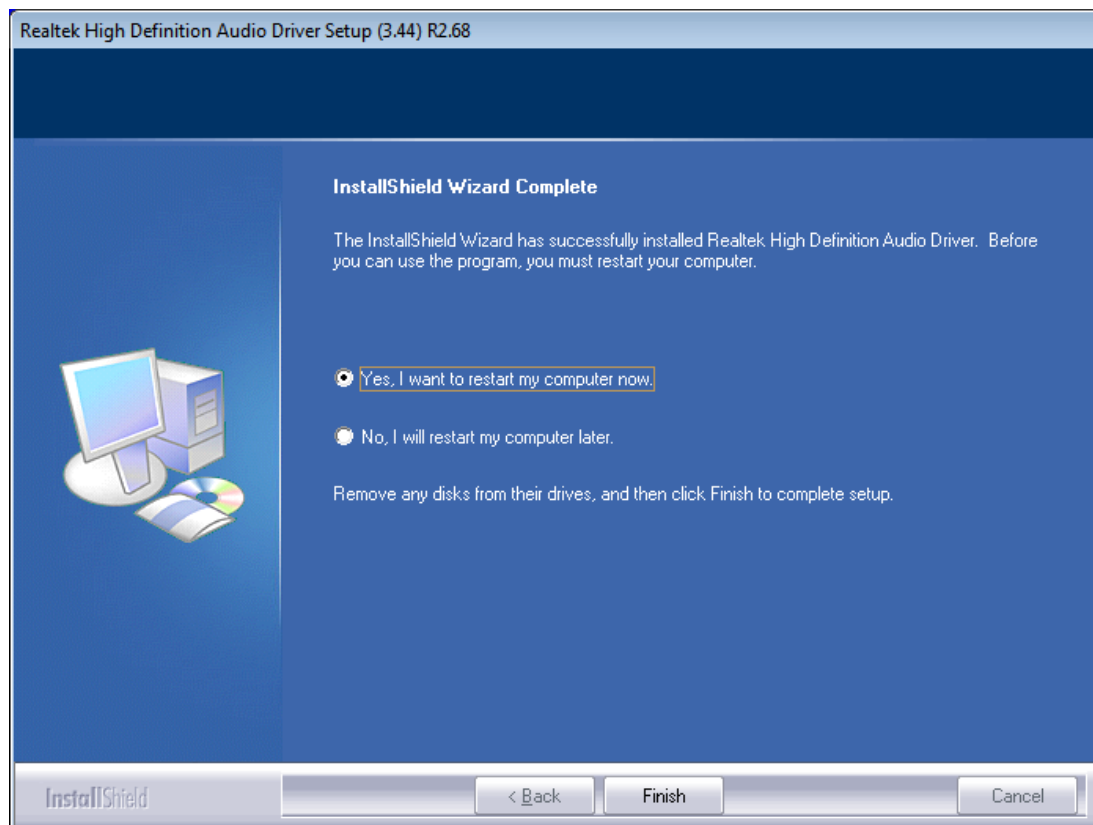 Realtek High Definition Audio Driver Setup (3.44) R2.68
InstallShield Wizard Complete
The InstallShield Wizard has successfully installed Realtek High Definition Audio Driver. Before
you can use the program, you must restart your computer.
Yes, I want to restart my computer now.
No, I will restart my computer later.
Remove any disks from their drives, and then click Finish to complete setup.
InstallShield
< Back
Finish
Cancel